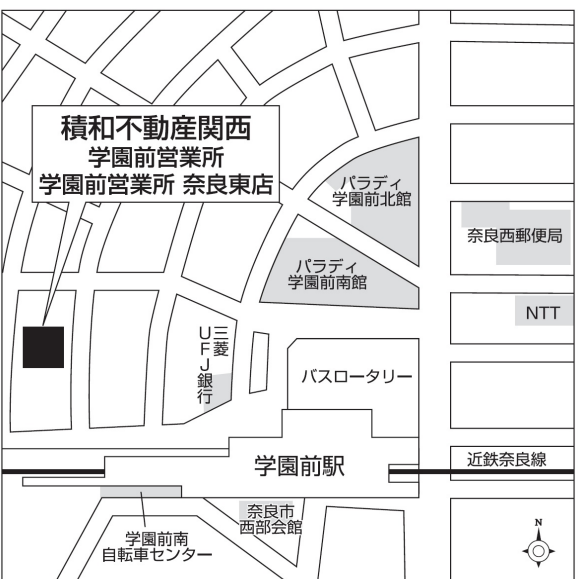 積和不動産関西
学園前営業所
学園前営業所 奈良東店
パラディ
学園前北館
奈良西郵便局
パラディ
学園前南館
NTT
三菱
UFJ銀行
バスロータリー
学園前駅
近鉄奈良線
奈良市
西部会館
学園前南
自転車センター
N